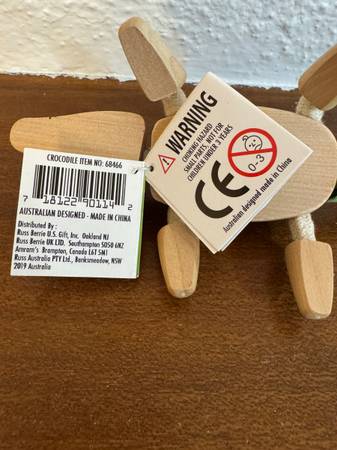 CROCODILE ITEM NO: 68466
7 18122 90114 2
AUSTRALIAN DESIGNED - MADE IN CHINA
Distributed By :
Russ Berrie U.S. Gift, Inc. Oakland NJ
Russ Berrie UK LTD. Southampton SO50 6NZ
Amram's Brampton, Canada L6T 5M1
Russ Australia PTY Ltd., Banksmeadow, NSW
2019 Australia
WARNING
CHOKING HAZARD
SMALL PARTS, NOT FOR
CHILDREN UNDER 3 YEARS
CE
0-3
Australian designed made in China